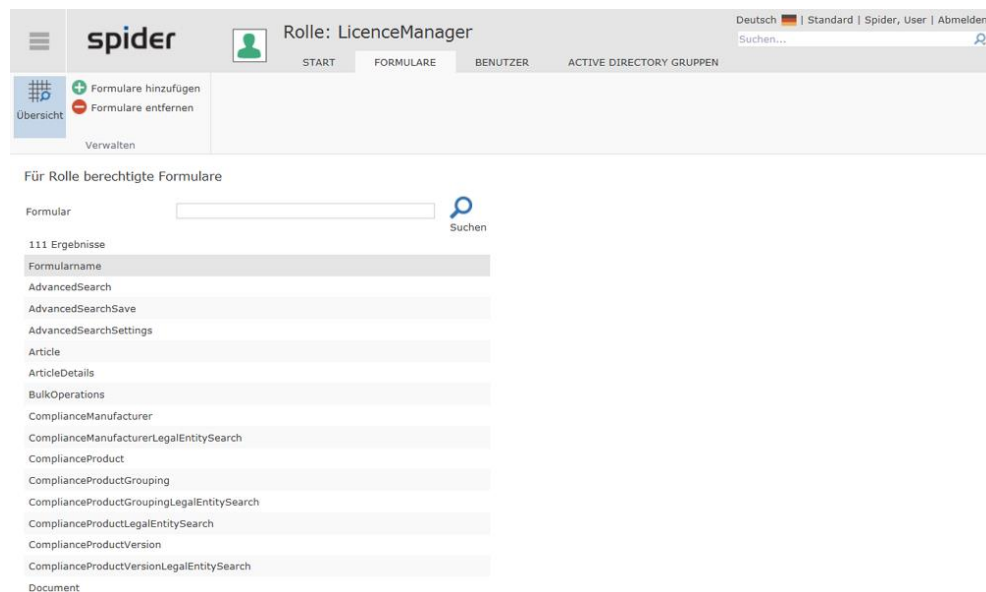 Deutsch | Standard | Spider, User | Abmelden
spider
Rolle: LicenceManager
Suchen...
START FORMULARE BENUTZER ACTIVE DIRECTORY GRUPPEN
Übersicht
Formulare hinzufügen
Formulare entfernen
Verwalten
Für Rolle berechtigte Formulare
Formular
Suchen
111 Ergebnisse
Formularname
AdvancedSearch
AdvancedSearchSave
AdvancedSearchSettings
Article
ArticleDetails
BulkOperations
ComplianceManufacturer
ComplianceManufacturerLegalEntitySearch
ComplianceProduct
ComplianceProductGrouping
ComplianceProductGroupingLegalEntitySearch
ComplianceProductLegalEntitySearch
ComplianceProductVersion
ComplianceProductVersionLegalEntitySearch
Document